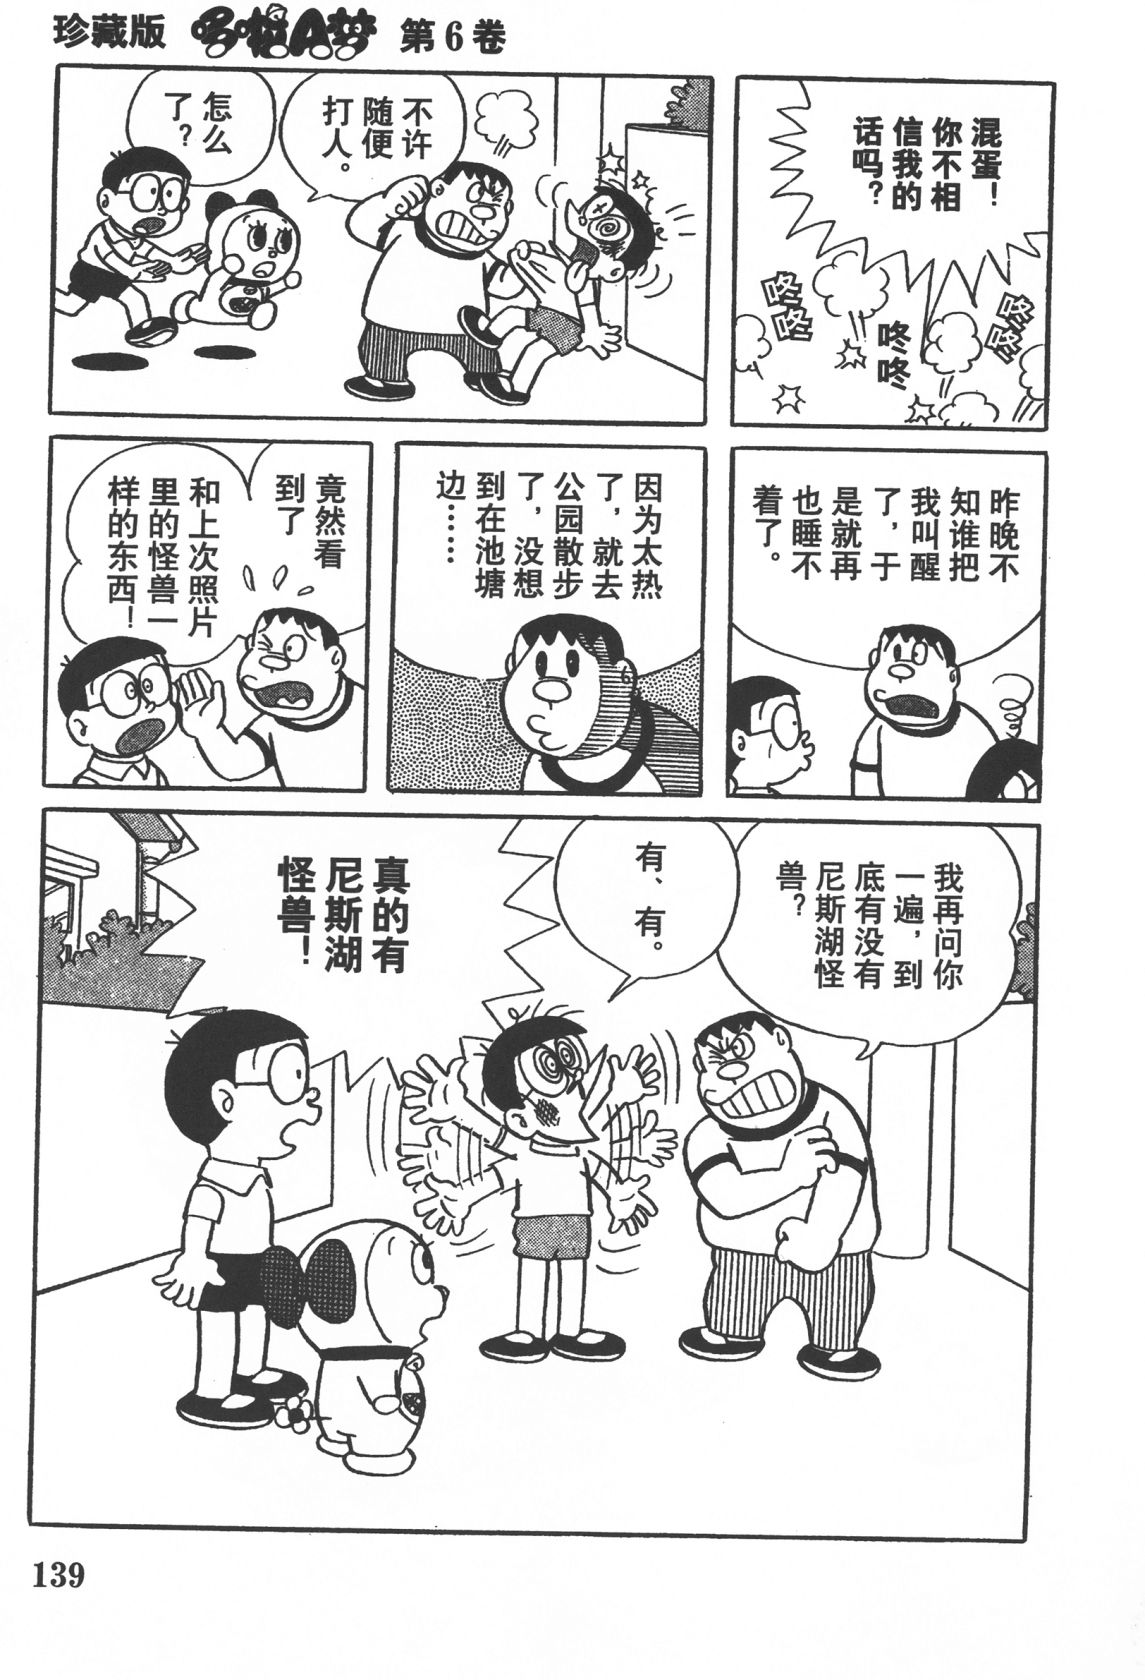 珍藏版 哆啦A梦 第6卷
混蛋！
你不相
信我的
话吗？
咚咚
咚咚
咚咚
不许
随便
打人。
怎么
了？
昨晚不
知谁把
我叫醒
了，于
是就再
也睡不
着了。
因为太热
了，就去
公园散步
了，没想
到在池塘
边……
竟然看
到了
和上次照片
里的怪兽一
样的东西！
我再问你
一遍，到
底有没有
尼斯湖怪
兽？
有、有。
真的有
尼斯湖
怪兽！
139